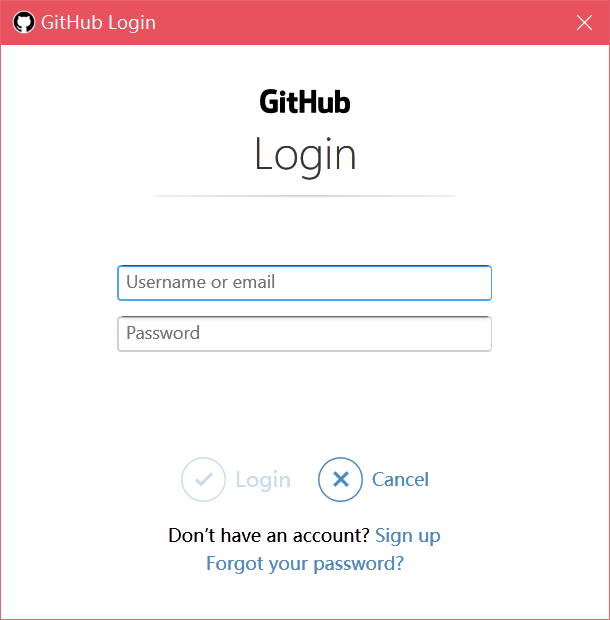 GitHub Login
GitHub
Login
Username or email
Password
Login Cancel
Don’t have an account? Sign up
Forgot your password?